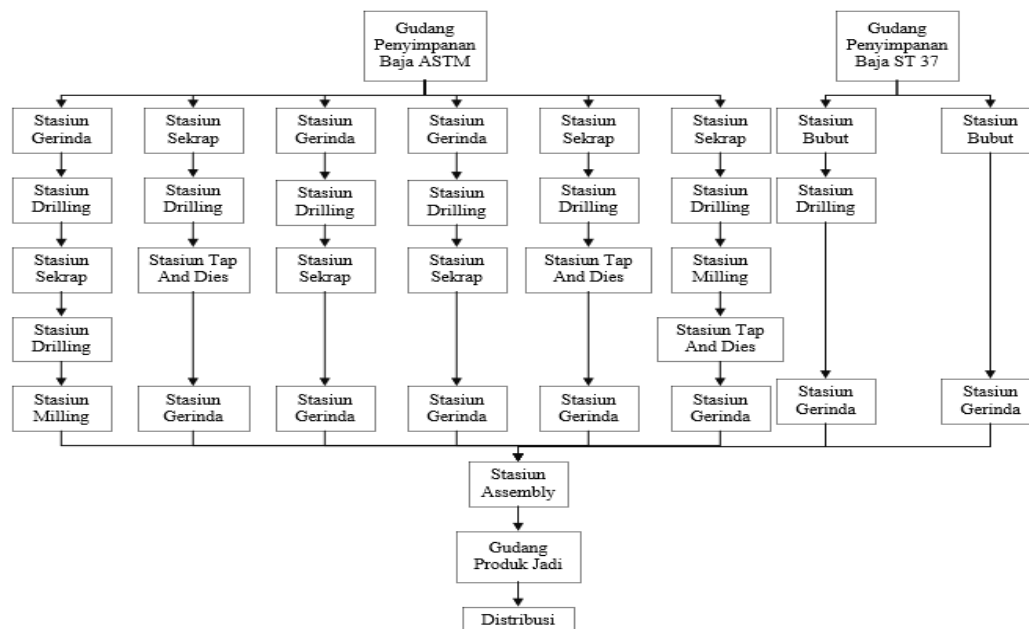 Gudang
Penyimpanan
Baja ASTM
Gudang
Penyimpanan
Baja ST 37
Stasiun
Gerinda
Stasiun
Sekrap
Stasiun
Gerinda
Stasiun
Gerinda
Stasiun
Sekrap
Stasiun
Sekrap
Stasiun
Bubut
Stasiun
Bubut
Stasiun
Drilling
Stasiun
Drilling
Stasiun
Drilling
Stasiun
Drilling
Stasiun
Drilling
Stasiun
Drilling
Stasiun
Drilling
Stasiun
Sekrap
Stasiun Tap
And Dies
Stasiun
Sekrap
Stasiun
Sekrap
Stasiun Tap
And Dies
Stasiun
Milling
Stasiun
Drilling
Stasiun Tap
And Dies
Stasiun
Milling
Stasiun
Gerinda
Stasiun
Gerinda
Stasiun
Gerinda
Stasiun
Gerinda
Stasiun
Gerinda
Stasiun
Gerinda
Stasiun
Gerinda
Stasiun
Assembly
Gudang
Produk Jadi
Distribusi